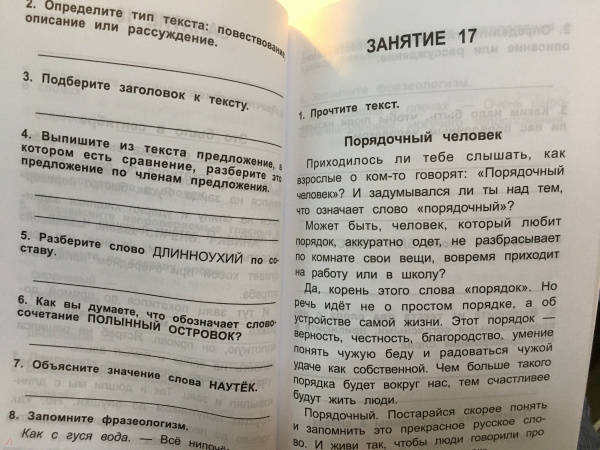 2. Определите тип текста: повествование,
описание или рассуждение.
3. Подберите заголовок к тексту.
4. Выпишите из текста предложение, в
котором есть сравнение, разберите это
предложение по членам предложения.
5. Разберите слово ДЛИННОУХИЙ по со-
ставу.
6. Как вы думаете, что обозначает слово-
сочетание ПОЛЫННЫЙ ОСТРОВОК?
7. Объясните значение слова НАУТЁК.
8. Запомните фразеологизм.
Как с гуся вода. — Всё нипочём
ЗАНЯТИЕ 17
1. Прочтите текст.
Порядочный человек
Приходилось ли тебе слышать, как
взрослые о ком-то говорят: «Порядочный
человек»? И задумывался ли ты над тем,
что означает слово «порядочный»?
Может быть, человек, который любит
порядок, аккуратно одет, не разбрасывает
по комнате свои вещи, вовремя приходит
на работу или в школу?
Да, корень этого слова «порядок». Но
речь идёт не о простом порядке, а об
устройстве самой жизни. Этот порядок —
верность, честность, благородство, умение
понять чужую беду и радоваться чужой
удаче как собственной. Чем больше такого
порядка будет вокруг нас, тем счастливее
будут жить люди.
Порядочный. Постарайся скорее понять
и запомнить это прекрасное русское сло-
во. И живи так, чтобы люди говорили про